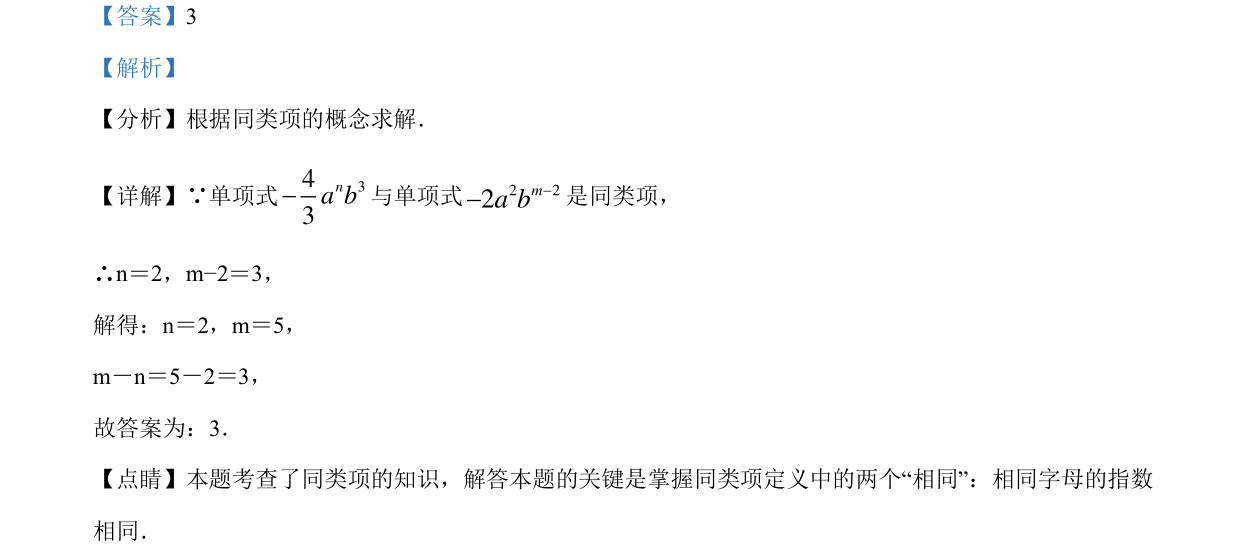 【答案】3
【解析】
【分析】根据同类项的概念求解．
【详解】∵单项式$-\frac{4}{3}a^{n}b^{3}$与单项式$-2a^{2}b^{m-2}$是同类项，
∴n＝2，m−2＝3，
解得：n＝2，m＝5，
m－n＝5－2＝3，
故答案为：3．
【点睛】本题考查了同类项的知识，解答本题的关键是掌握同类项定义中的两个“相同”：相同字母的指数
相同．